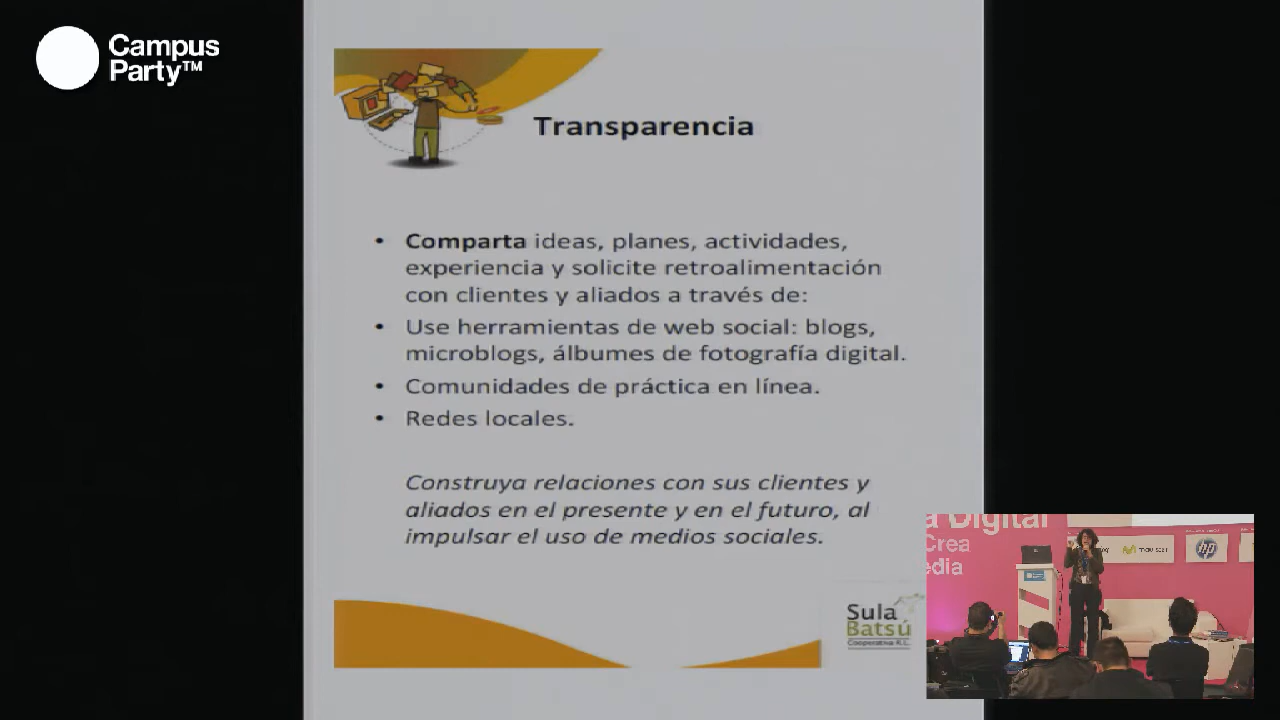 Campus
Party™
Transparencia
• Comparta ideas, planes, actividades,
experiencia y solicite retroalimentación
con clientes y aliados a través de:
• Use herramientas de web social: blogs,
microblogs, álbumes de fotografía digital.
• Comunidades de práctica en línea.
• Redes locales.
Construya relaciones con sus clientes y
aliados en el presente y en el futuro, al
impulsar el uso de medios sociales.
Sula
Batsú
Cooperativa R.L.
a Digital
Crea
edia
movistar
hp